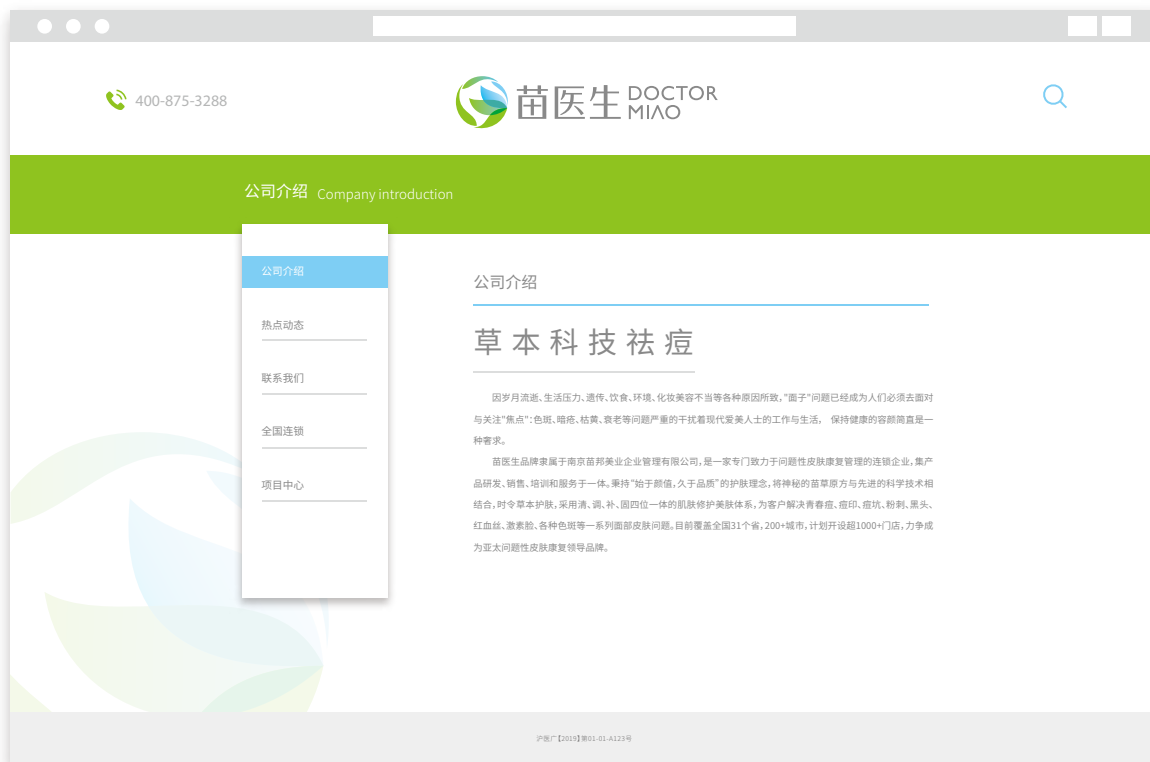 400-875-3288
苗医生 DOCTOR
MIAO
公司介绍 Company introduction
公司介绍
热点动态
联系我们
全国连锁
项目中心
公司介绍
草本科技祛痘
因岁月流逝、生活压力、遗传、饮食、环境、化妆美容不当等各种原因所致，"面子"问题已经成为人们必须去面对
与关注"焦点"：色斑、暗疮、枯黄、衰老等问题严重的干扰着现代爱美人士的工作与生活， 保持健康的容颜简直是一
种奢求。
苗医生品牌隶属于南京苗邦美业企业管理有限公司，是一家专门致力于问题性皮肤康复管理的连锁企业，集产
品研发、销售、培训和服务于一体。秉持"始于颜值，久于品质"的护肤理念，将神秘的苗草原方与先进的科学技术相
结合，时令草本护肤，采用清、调、补、固四位一体的肌肤修护美肤体系，为客户解决青春痘、痘印、痘坑、粉刺、黑头、
红血丝、激素脸、各种色斑等一系列面部皮肤问题。目前覆盖全国31个省，200+城市，计划开设超1000+门店，力争成
为亚太问题性皮肤康复领导品牌。
沪医广【2019】第01-01-A123号